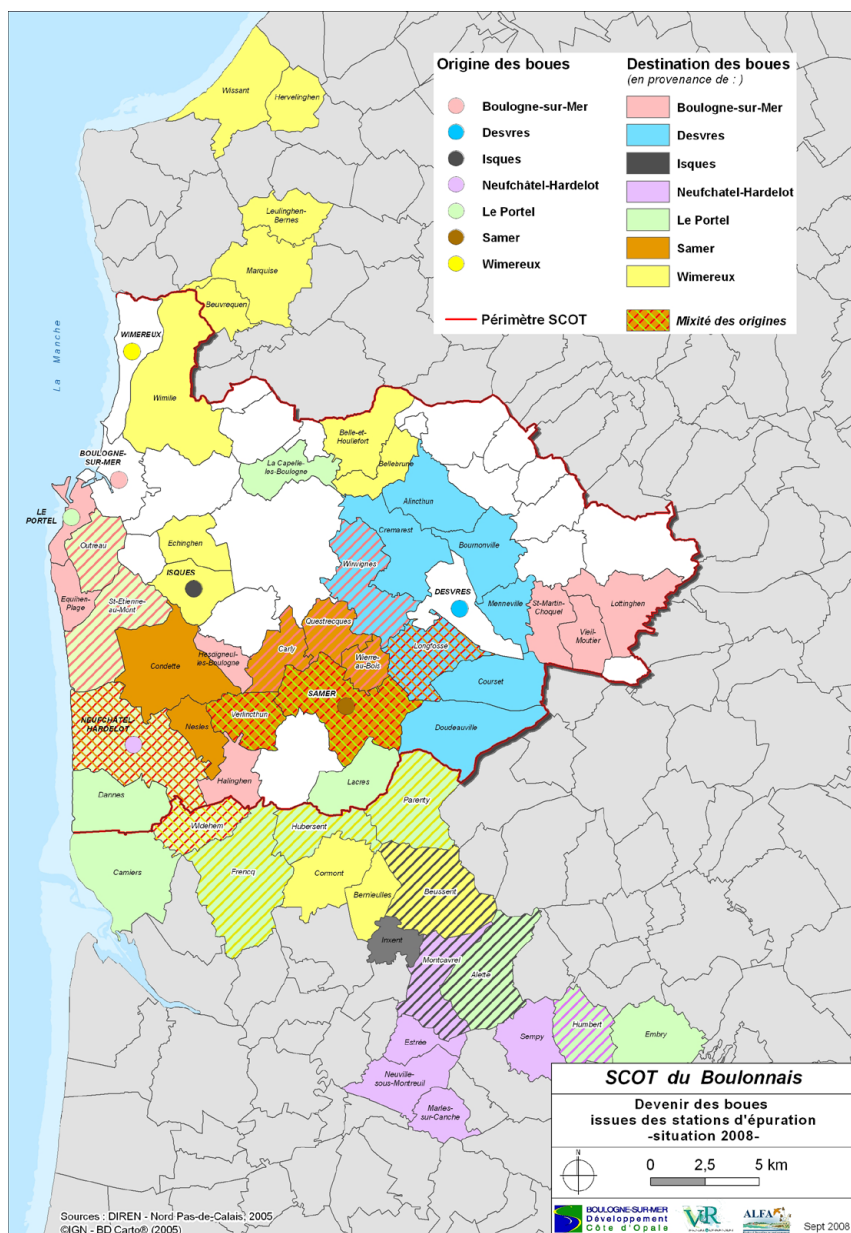 Origine des boues
Boulogne-sur-Mer
Desvres
Isques
Neufchâtel-Hardelot
Le Portel
Samer
Wimereux
Périmètre SCOT
Destination des boues
(en provenance de : )
Boulogne-sur-Mer
Desvres
Isques
Neufchatel-Hardelot
Le Portel
Samer
Wimereux
Mixité des origines
Wissant
Hervelinghen
Leulinghen-
Bernes
Marquise
Beuvrequen
La Manche
WIMEREUX
Wimille
Belle-et-
Houllefort
Bellebrune
La Capelle-
les-Boulogne
BOULOGNE-
SUR-MER
LE
PORTEL
Outreau
Echinghen
ISQUES
Alincthun
Cremarest
Bournonville
Wirwignes
DESVRES
Menneville
St-Martin-
Choquel
Lottinghen
Vieil-
Moutier
Equihen-
Plage
St-Etienne-
au-Mont
Questrecques
Carly
Hesdigneul-
les-Boulogne
Condette
Wierre-
au-Bois
Longfosse
Courset
SAMER
Verlincthun
Nesles
NEUFCHÂTEL
HARDELOT
Doudeauville
Halinghen
Lacres
Dannes
Parenty
Widehem
Hubersent
Camiers
Frencq
Cormont
Bernieulles
Beussent
Inxent
Montcavrel
Alette
Estrée
Sempy
Humbert
Embry
Neuville-
sous-Montreuil
Marles-
sur-Canche
SCOT du Boulonnais
Devenir des boues
issues des stations d'épuration
-situation 2008-
N
0 2,5 5 km
BOULOGNE-SUR-MER
Développement
Côte d'Opale
ALFA
Sept 2008
Sources : DIREN - Nord Pas-de-Calais, 2005
©IGN - BD Carto® (2005)